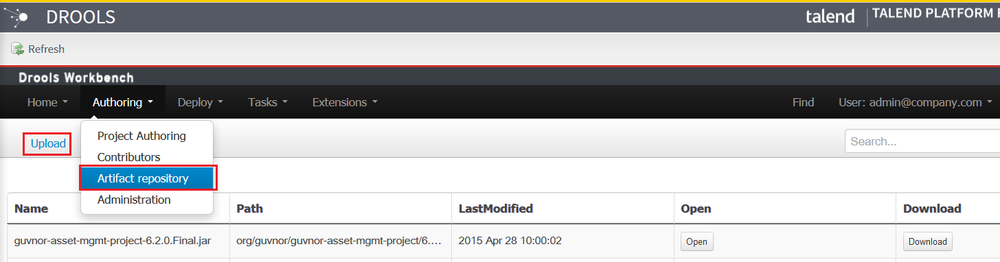 DROOLS
talend | TALEND PLATFORM
Refresh
Drools Workbench
Home Authoring Deploy Tasks Extensions Find User: admin@company.com
Upload
Project Authoring
Contributors
Artifact repository
Administration
Search...
Name Path LastModified Open Download
guvnor-asset-mgmt-project-6.2.0.Final.jar org/guvnor/guvnor-asset-mgmt-project/6.... 2015 Apr 28 10:00:02 Open Download